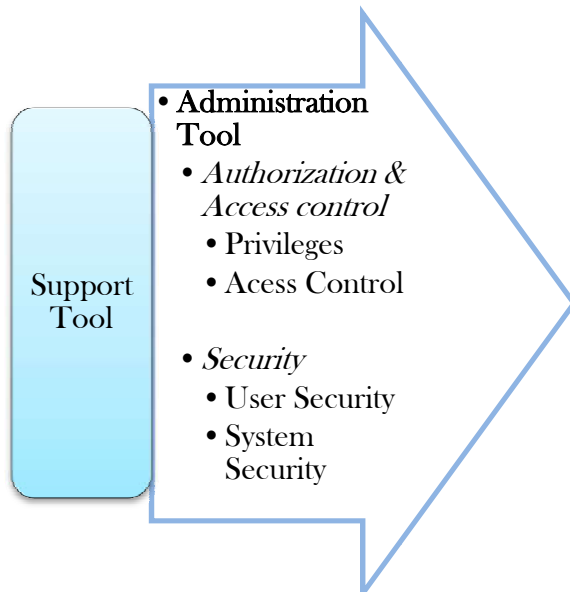 Support
Tool
• Administration
Tool
• Authorization &
Access control
• Privileges
• Acess Control
• Security
• User Security
• System
Security